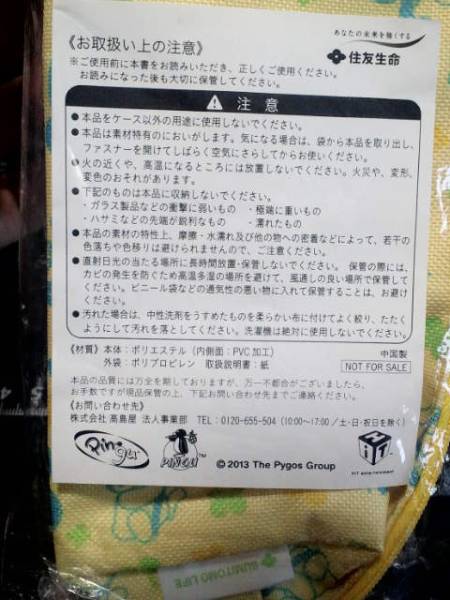 あなたの未来を強くする
住友生命
《お取扱い上の注意》
※ご使用前に本書をお読みいただき、正しくご使用ください。
お読みになった後も大切に保管してください。
注 意
●本品をケース以外の用途に使用しないでください。
●本品は素材特有のにおいがします。気になる場合は、袋から本品を取り出し、
ファスナーを開けてしばらく空気にさらしてからお使いください。
●火の近くや、高温になるところには放置しないでください。火災や、変形、
変色のおそれがあります。
●下記のものは本品に収納しないでください。
・ガラス製品などの衝撃に弱いもの ・極端に重いもの
・ハサミなどの先端が鋭利なもの ・濡れたもの
●本品の素材の特性上、摩擦・水濡れ及び他の物への密着などによって、若干の
色落ちや色移りは避けられませんので、ご注意ください。
●直射日光の当たる場所に長時間放置・保管しないでください。 保管の際には、
カビの発生を防ぐため高温多湿の場所を避けて、風通しの良い場所で保管して
ください。ビニール袋などの通気性の悪い物に入れて保管することは、お避け
ください。
●汚れた場合は、中性洗剤をうすめたものを柔らかい布に付けてよく絞り、たたく
ようにして汚れを落としてください。洗濯機は絶対に使用しないでください。
《材質》本体：ポリエステル（内側面：PVC加工）
中国製
外袋：ポリプロピレン 取扱説明書：紙
NOT FOR SALE
本品の品質には万全を期しておりますが、万一不都合がございましたら、
お手数ですが現品保管の上、下記お問い合わせ先までご連絡ください。
《お問い合わせ先》
株式会社 高島屋 法人事業部 TEL：0120-655-504（10:00〜17:00／土・日・祝日を除く）
Pingu
PINGU
© 2013 The Pygos Group
HiT
HIT entertainment
SUMITOMO LIFE